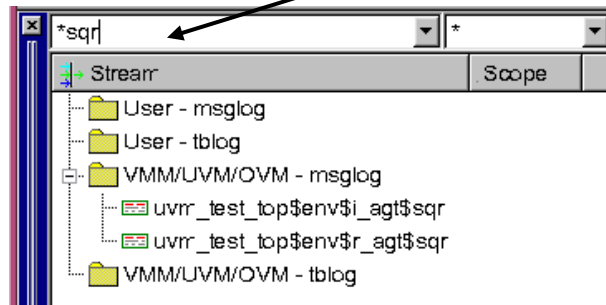 *sqr *
Stream Scope
User - msglog
User - tblog
VMM/UVM/OVM - msglog
uvm_test_top$env$i_agt$sqr
uvm_test_top$env$r_agt$sqr
VMM/UVM/OVM - tblog